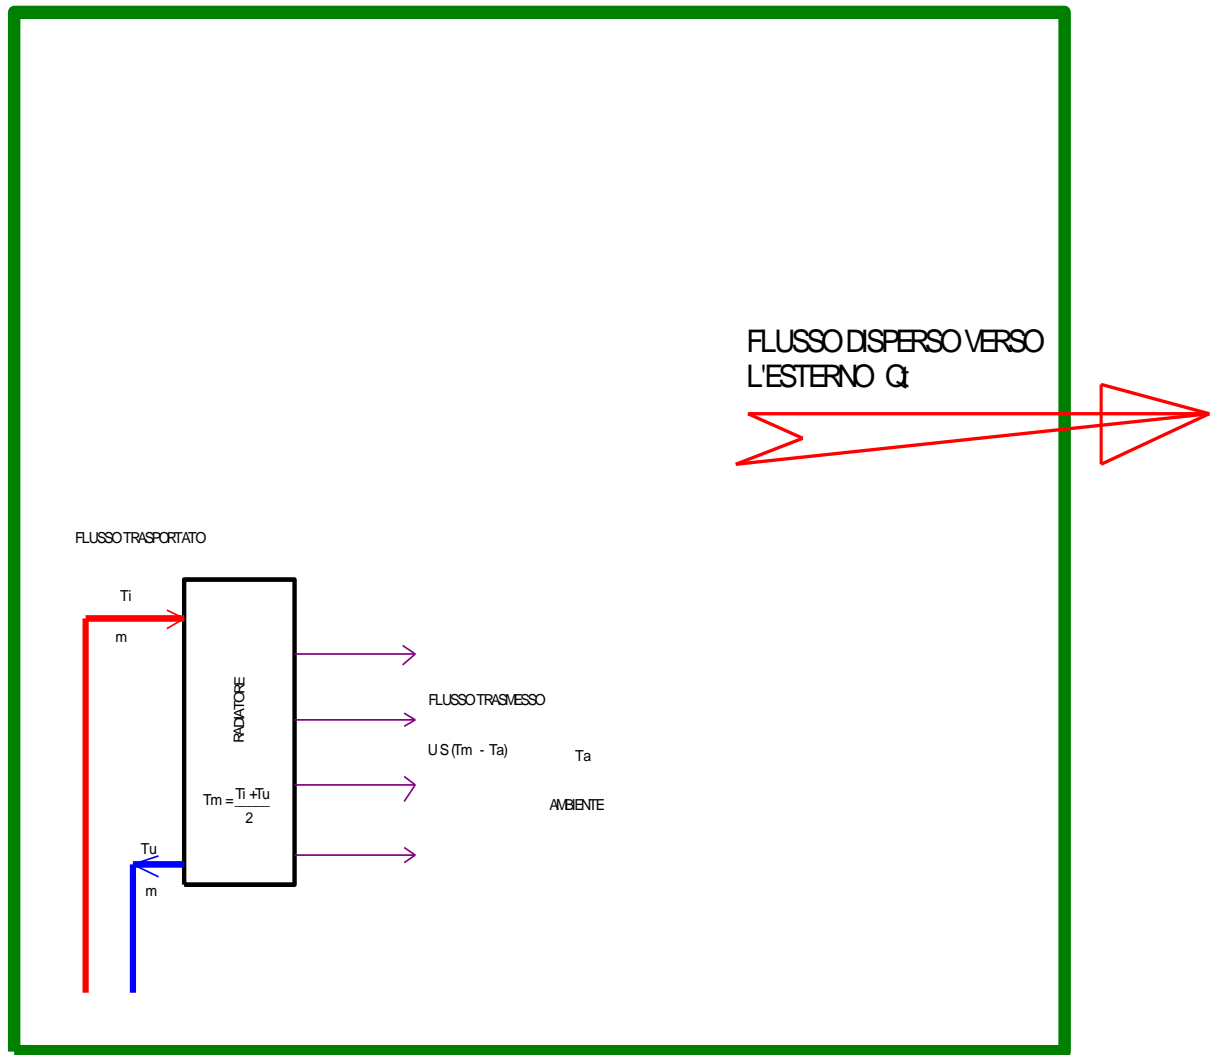 FLUSSO DISPERSO VERSO
L'ESTERNO Qt
FLUSSO TRASPORTATO
Ti
m
RADIATORE
FLUSSO TRASMESSO
U S (Tm - Ta)
Ta
Tm = Ti + Tu
2
AMBIENTE
Tu
m